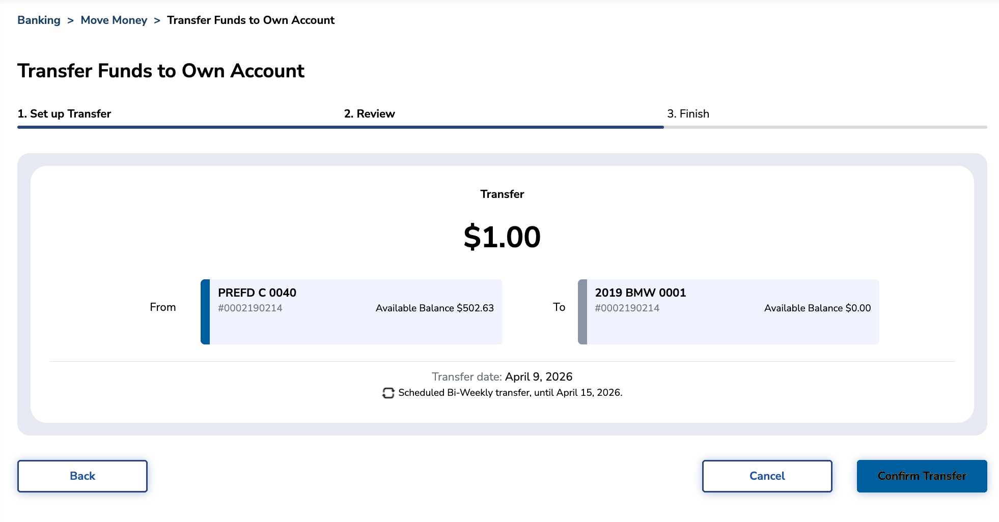 Banking > Move Money > Transfer Funds to Own Account
Transfer Funds to Own Account
1. Set up Transfer
2. Review
3. Finish
Transfer
$1.00
From
PREFD C 0040
#0002190214
Available Balance $502.63
To
2019 BMW 0001
#0002190214
Available Balance $0.00
Transfer date: April 9, 2026
Scheduled Bi-Weekly transfer, until April 15, 2026.
Back
Cancel
Confirm Transfer